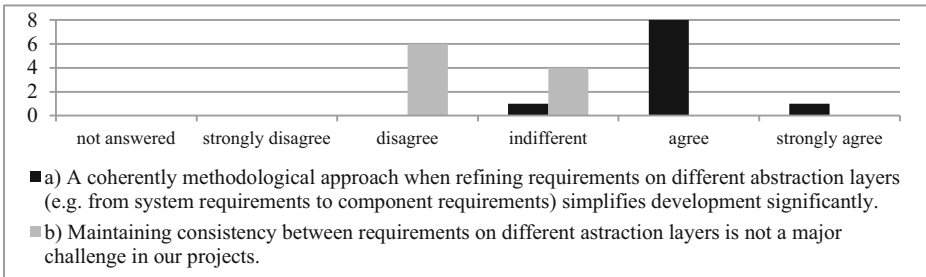 8
6
4
2
0
not answered strongly disagree disagree indifferent agree strongly agree
a) A coherently methodological approach when refining requirements on different abstraction layers
(e.g. from system requirements to component requirements) simplifies development significantly.
b) Maintaining consistency between requirements on different astraction layers is not a major
challenge in our projects.